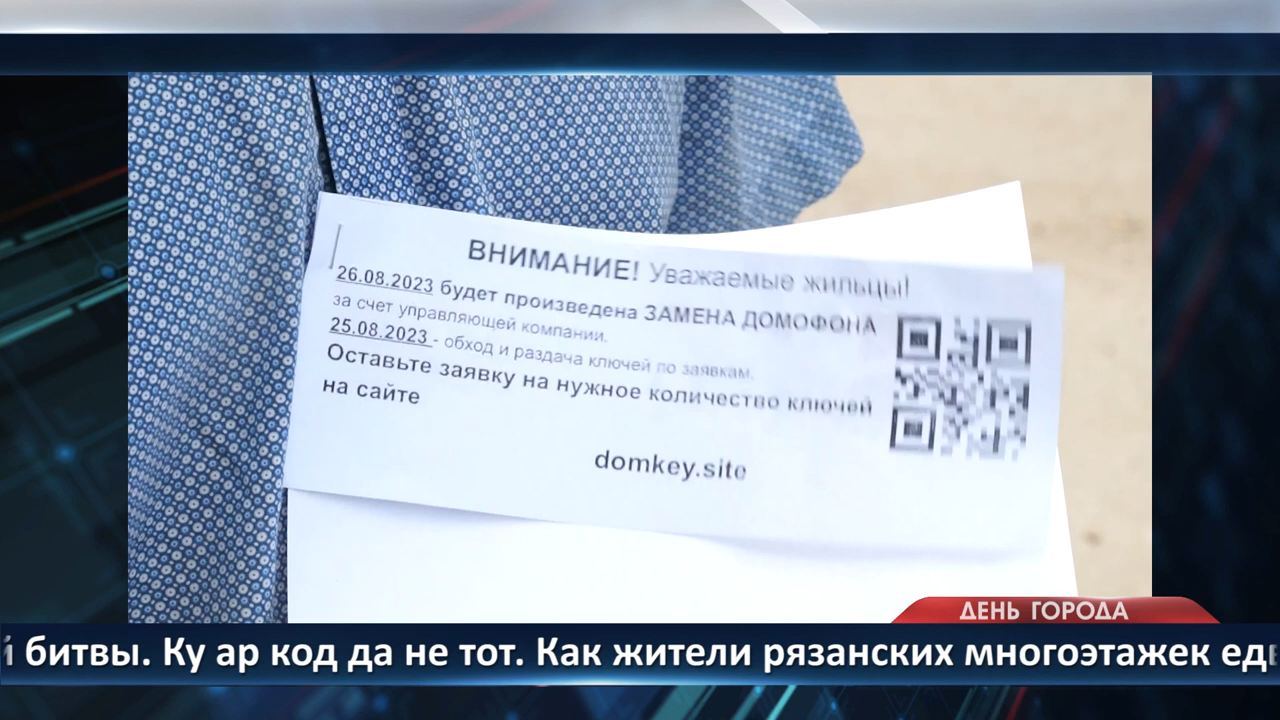 ВНИМАНИЕ! Уважаемые жильцы!
26.08.2023 будет произведена ЗАМЕНА ДОМОФОНА
за счет управляющей компании.
25.08.2023 - обход и раздача ключей по заявкам.
Оставьте заявку на нужное количество ключей
на сайте
domkey.site
ДЕНЬ ГОРОДА
битвы. Ку ар код да не тот. Как жители рязанских многоэтажек